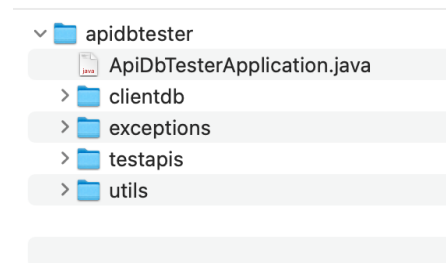 apidbtester
java ApiDbTesterApplication.java
clientdb
exceptions
testapis
utils